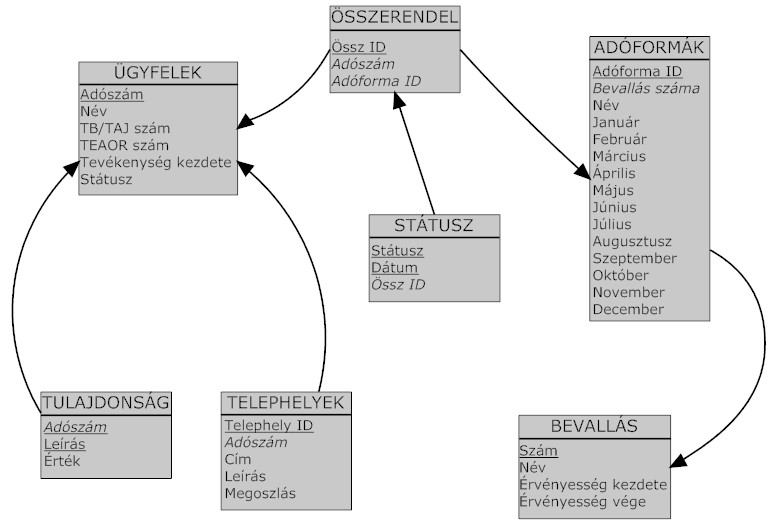 ÖSSZERENDEL
Össz ID
Adószám
Adóforma ID
ÜGYFELEK
Adószám
Név
TB/TAJ szám
TEAOR szám
Tevékenység kezdete
Státusz
ADÓFORMÁK
Adóforma ID
Bevallás száma
Név
Január
Február
Március
Április
Május
Június
Július
Augusztusz
Szeptember
Október
November
December
STÁTUSZ
Státusz
Dátum
Össz ID
TULAJDONSÁG
Adószám
Leírás
Érték
TELEPHELYEK
Telephely ID
Adószám
Cím
Leírás
Megoszlás
BEVALLÁS
Szám
Név
Érvényesség kezdete
Érvényesség vége